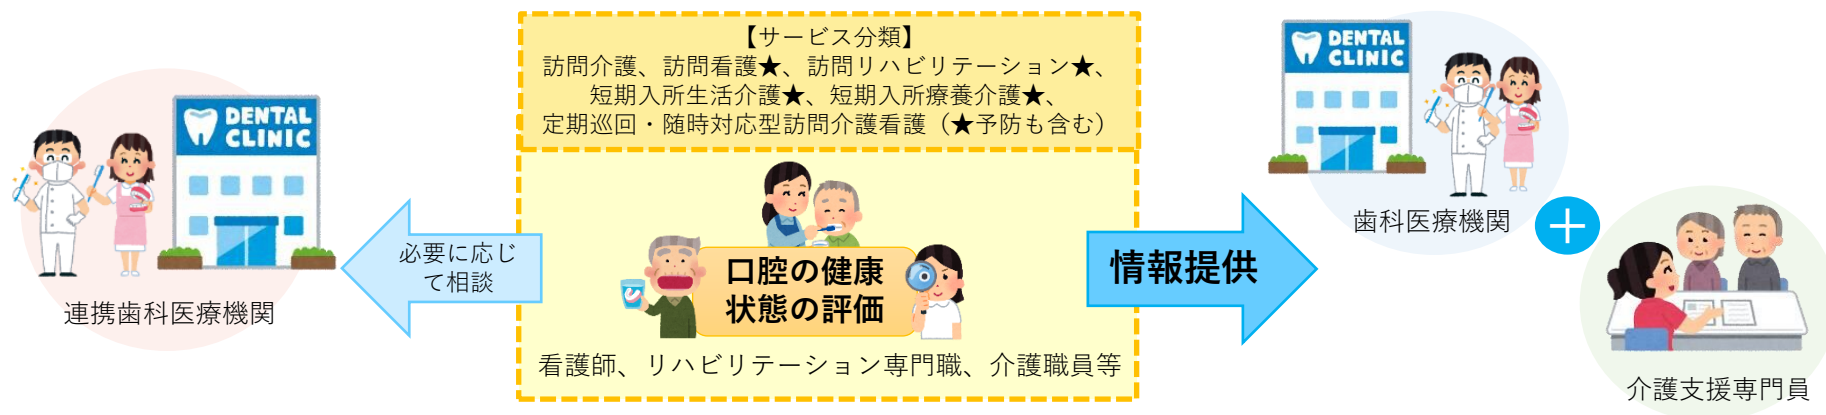 【サービス分類】
訪問介護、訪問看護★、訪問リハビリテーション★、
短期入所生活介護★、短期入所療養介護★、
定期巡回・随時対応型訪問介護看護（★予防も含む）
DENTAL
CLINIC
連携歯科医療機関
必要に応じ
て相談
口腔の健康
状態の評価
看護師、リハビリテーション専門職、介護職員等
情報提供
DENTAL
CLINIC
歯科医療機関
＋
介護支援専門員